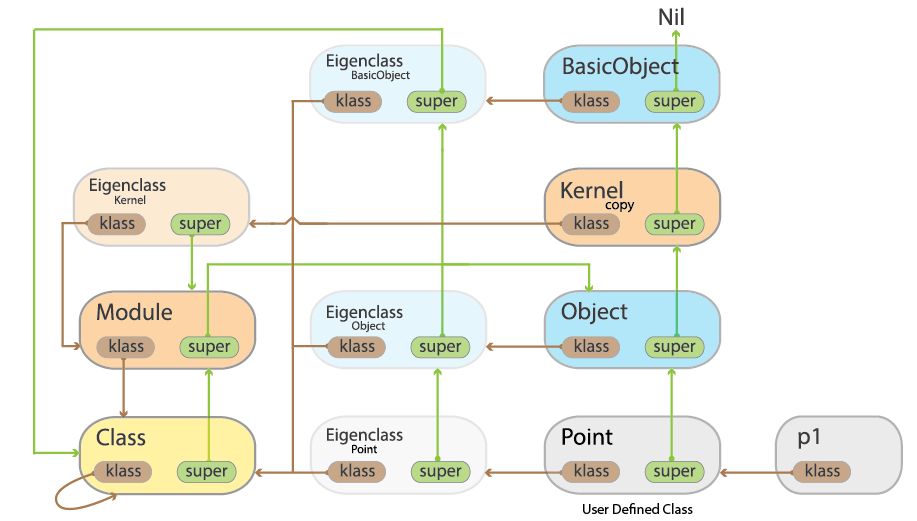 Nil
Eigenclass
BasicObject
klass super
BasicObject
klass super
Eigenclass
Kernel
klass super
Kernel
copy
klass super
Module
klass super
Eigenclass
Object
klass super
Object
klass super
Class
klass super
Eigenclass
Point
klass super
Point
klass super
p1
klass
User Defined Class